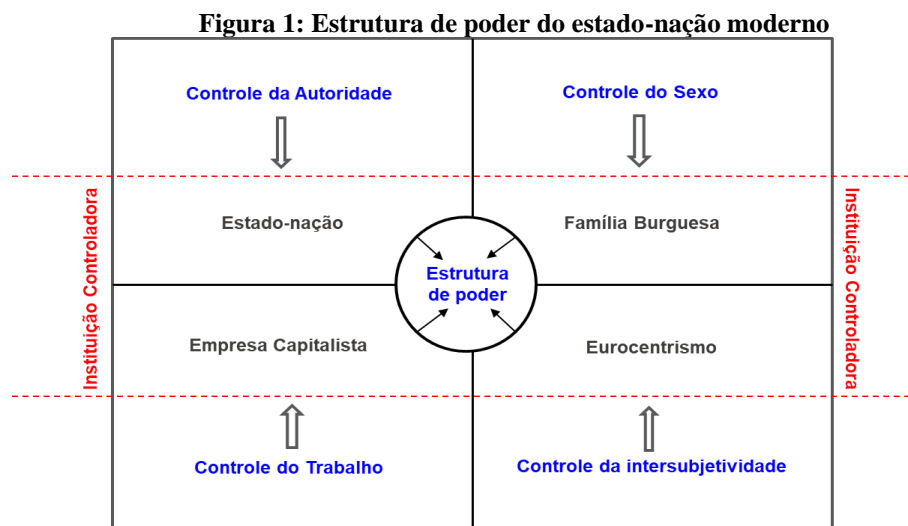 Figura 1: Estrutura de poder do estado-nação moderno
Controle da Autoridade
Controle do Sexo
Instituição Controladora
Estado-nação
Família Burguesa
Instituição Controladora
Estrutura
de poder
Empresa Capitalista
Eurocentrismo
Controle do Trabalho
Controle da intersubjetividade